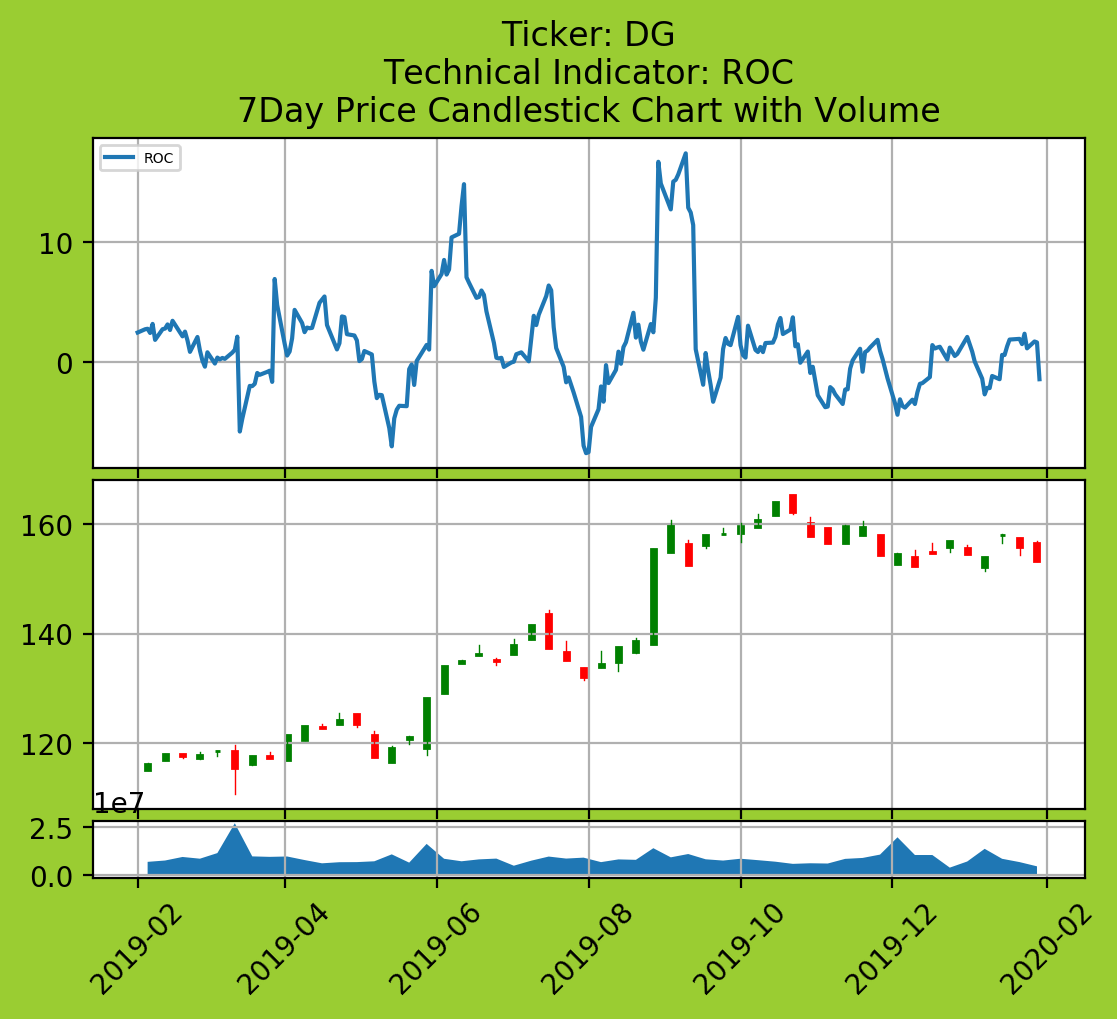 Ticker: DG
Technical Indicator: ROC
7Day Price Candlestick Chart with Volume
ROC
10
0
160
140
120
1e7
2.5
0.0
2019-02
2019-04
2019-06
2019-08
2019-10
2019-12
2020-02